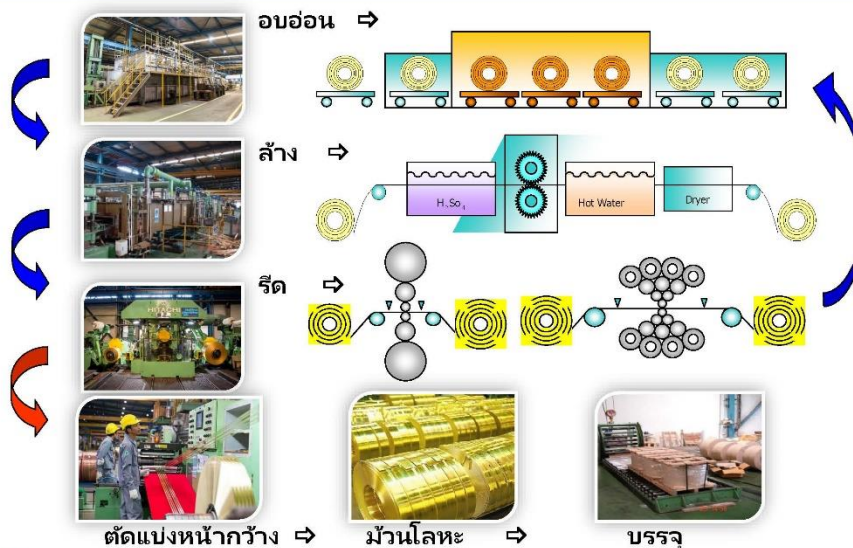 อบอ่อน ⇨
ล้าง ⇨
H₂So₄
Hot Water
Dryer
รีด ⇨
HITACHI
ตัดแบ่งหน้ากว้าง ⇨ ม้วนโลหะ ⇨ บรรจุ